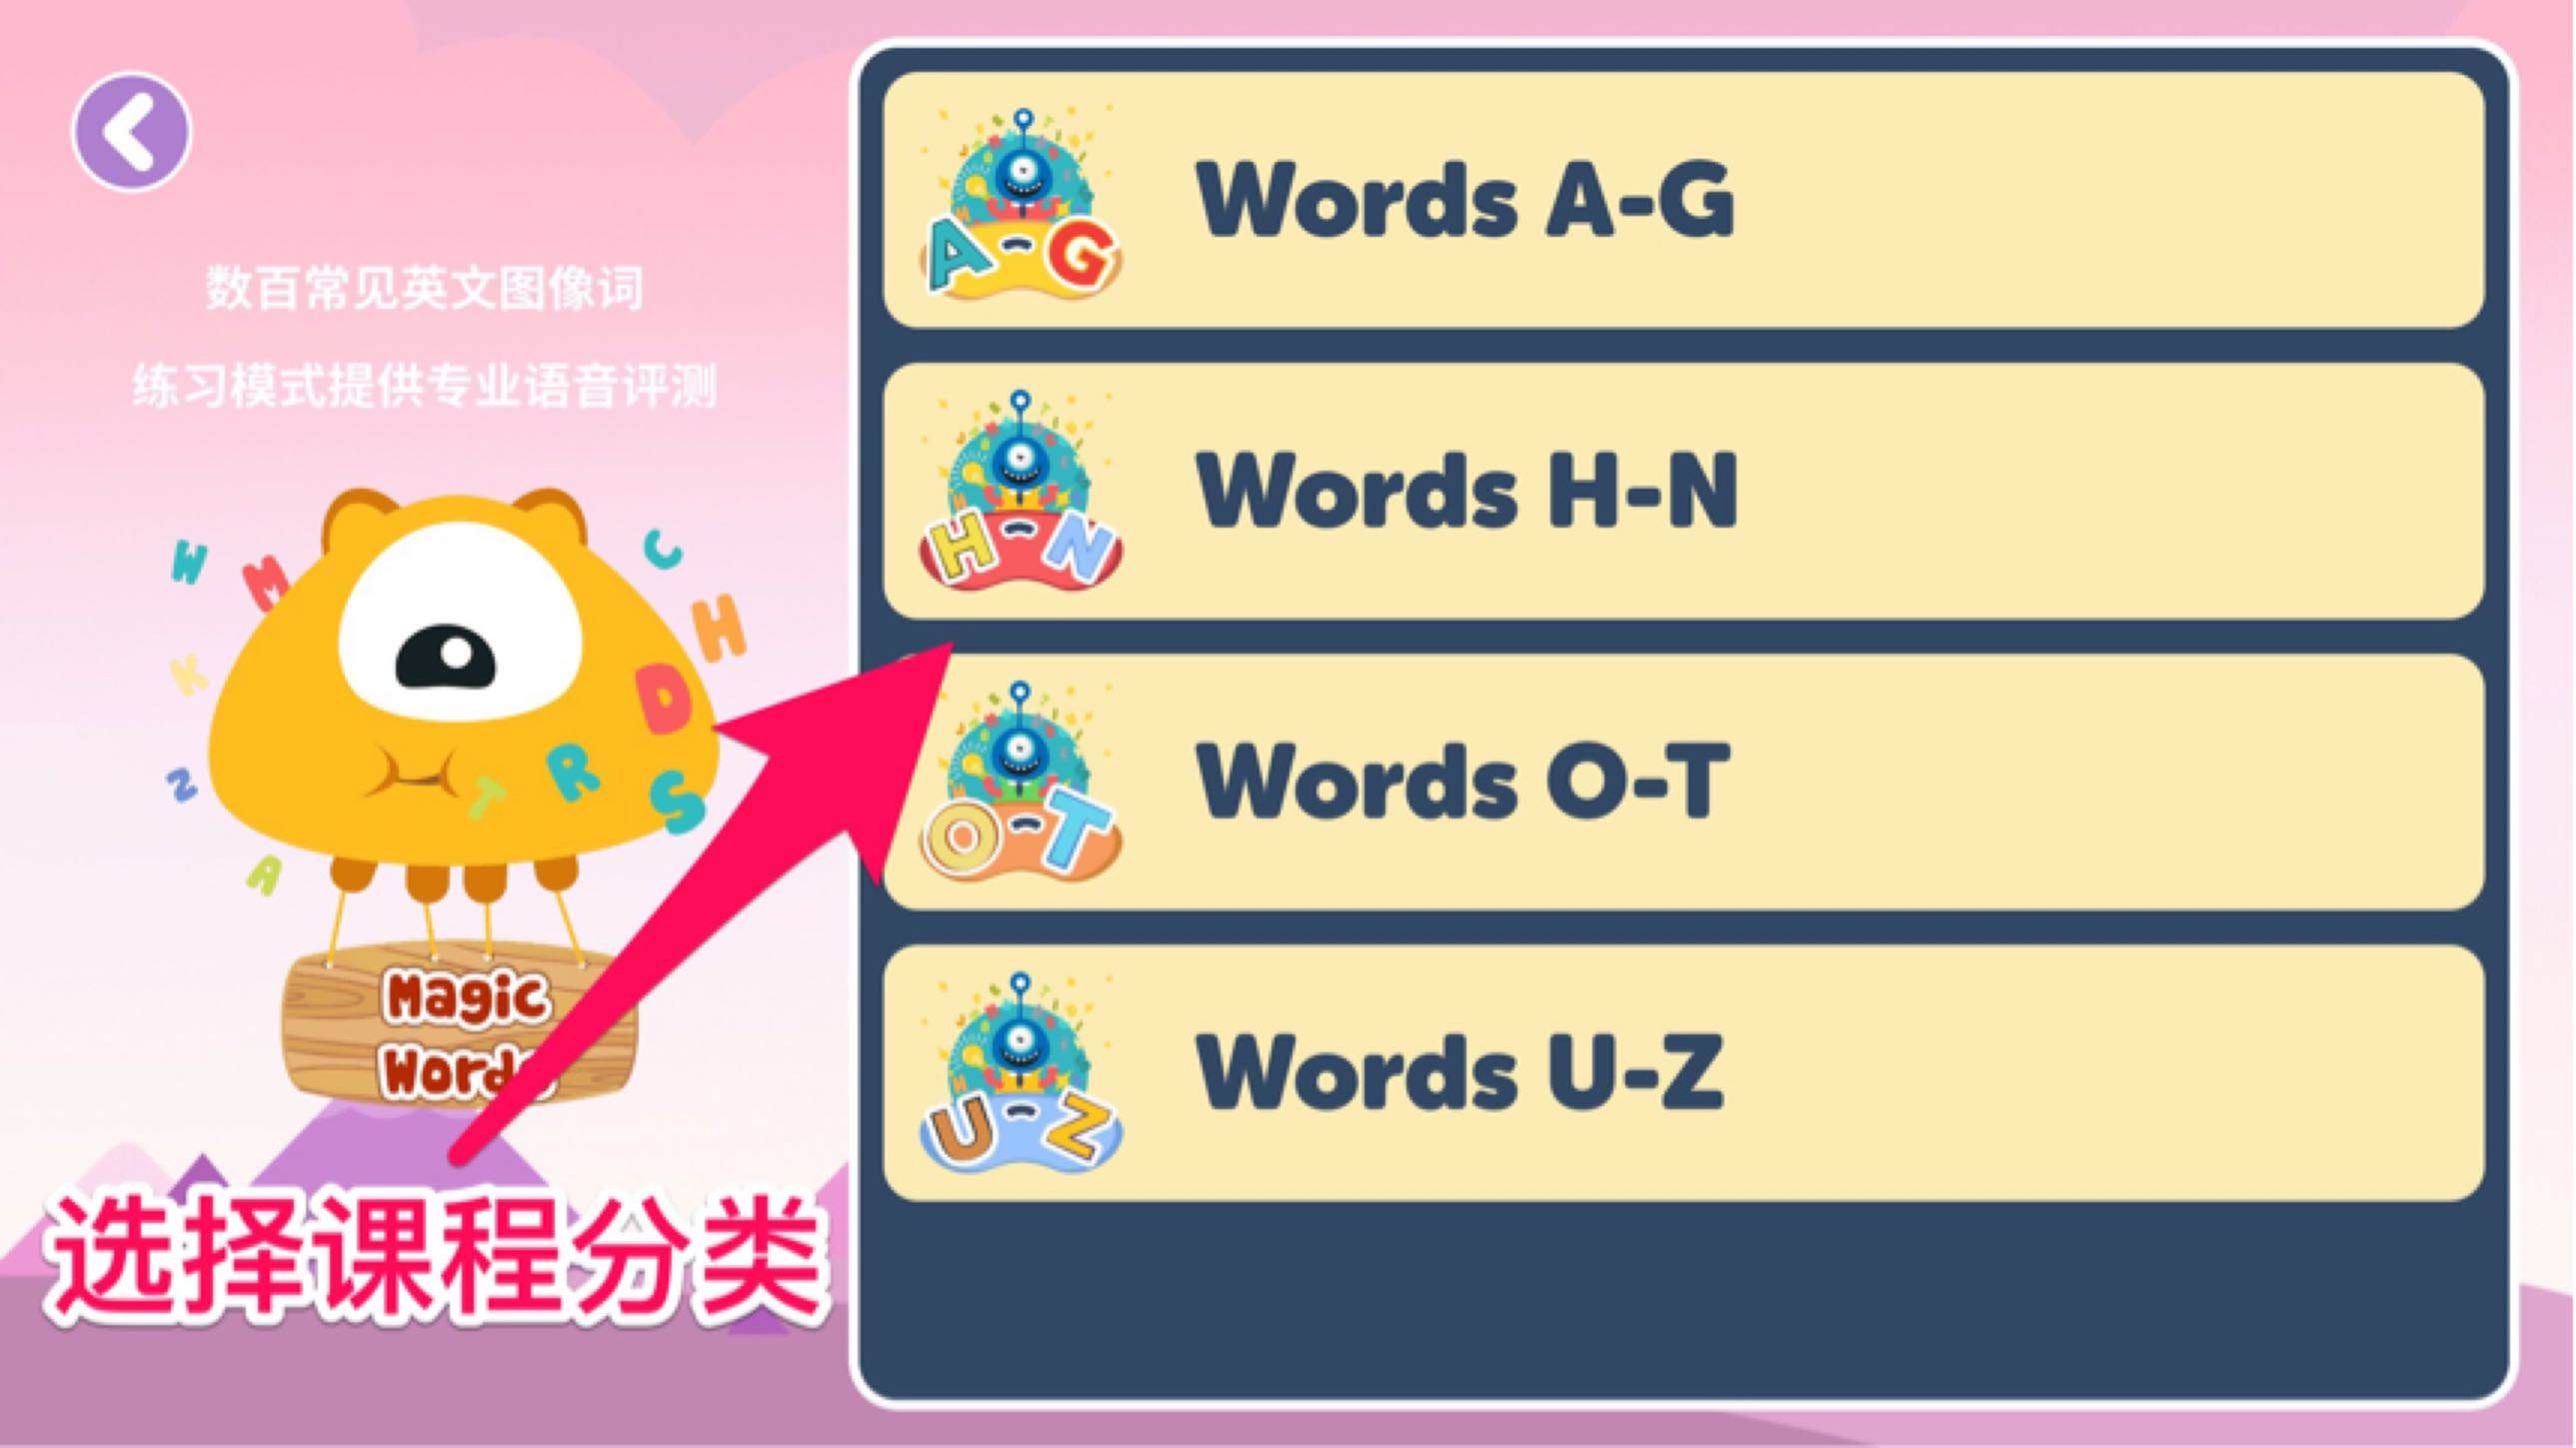 数百常见英文图像词
练习模式提供专业语音评测
W
M
C
H
K
D
Z
T
R
S
A
Magic
Words
选择课程分类
A-G
Words A-G
H-N
Words H-N
O-T
Words O-T
U-Z
Words U-Z